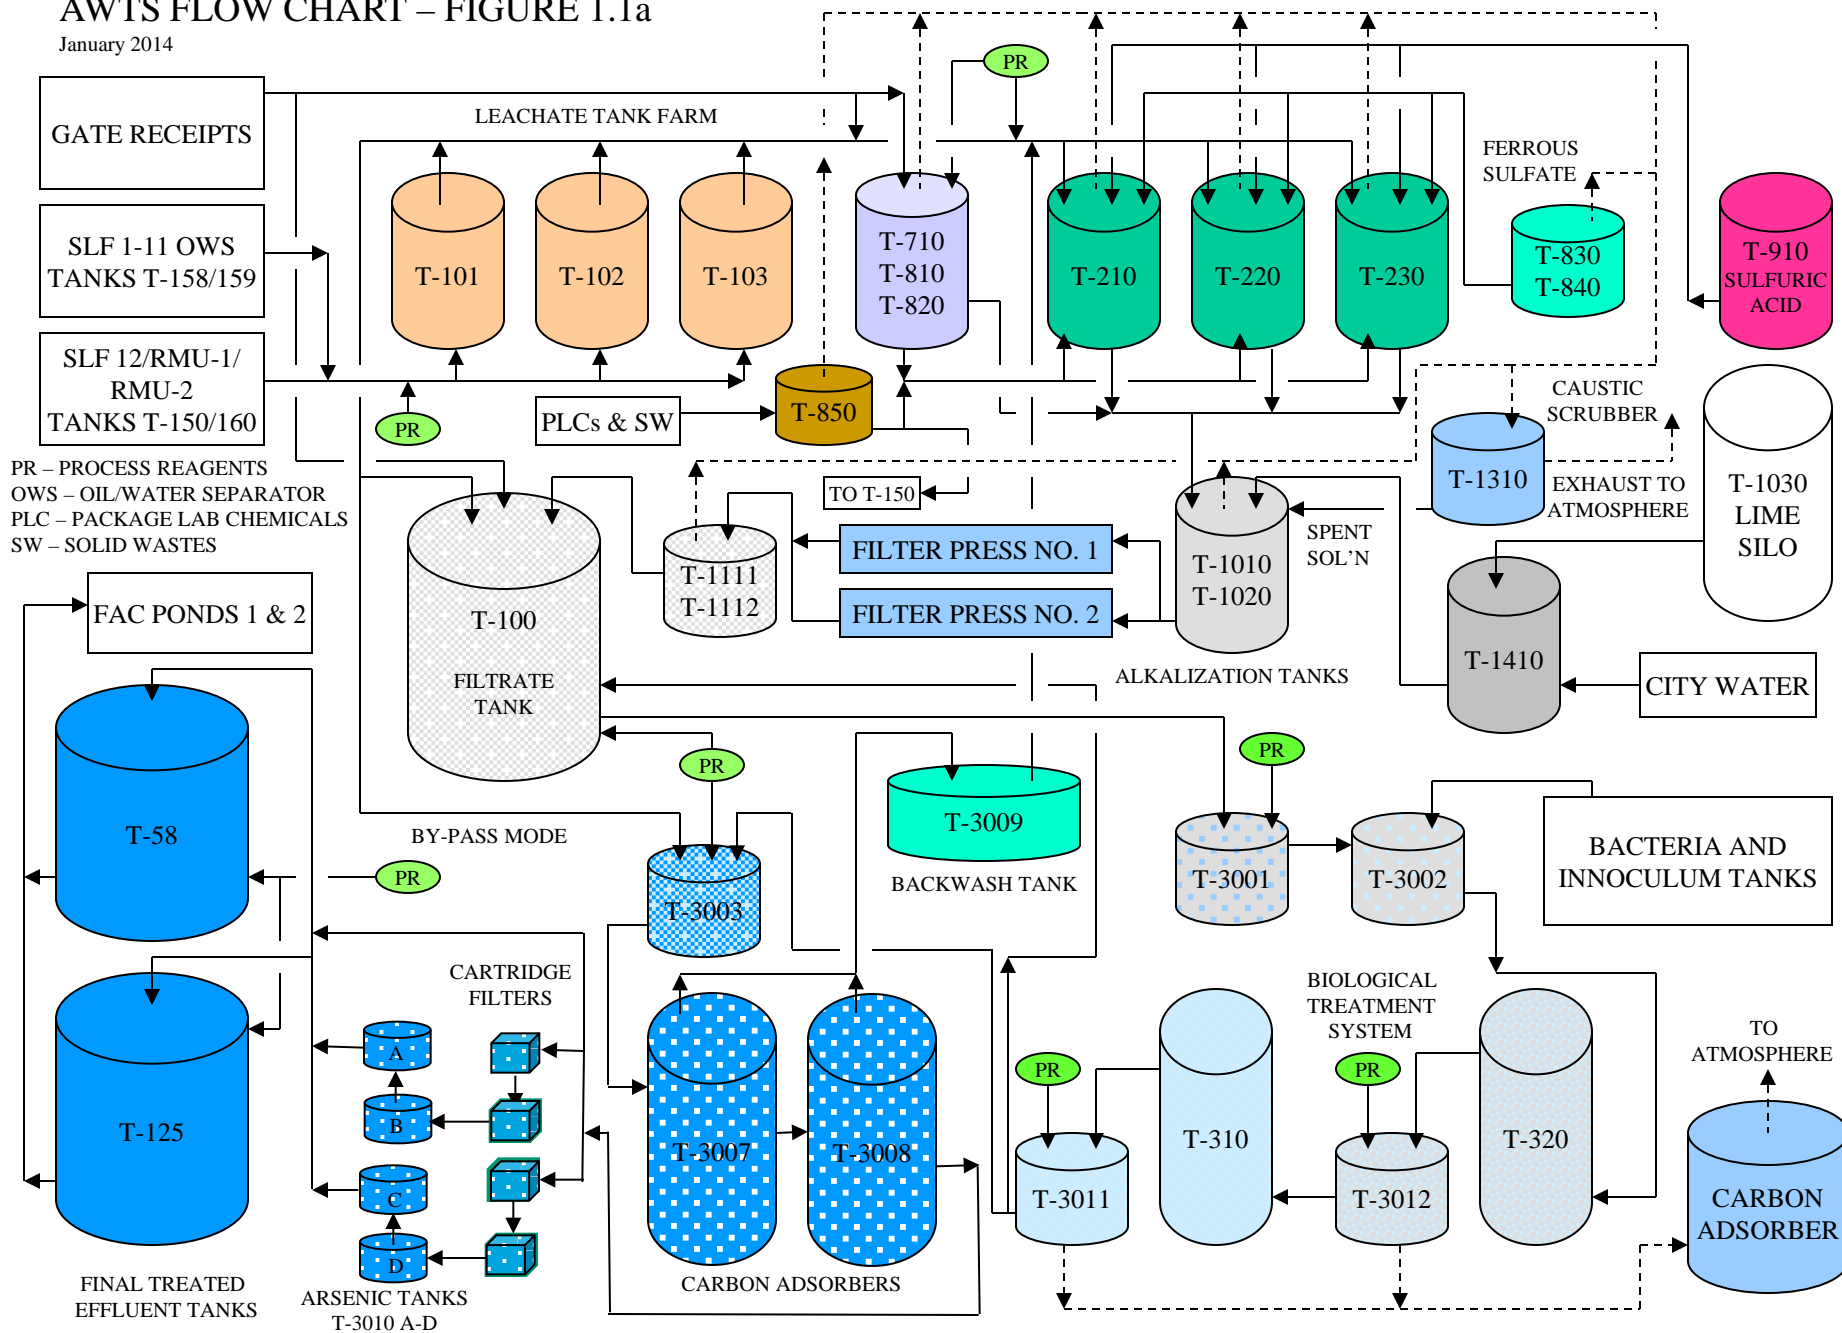 AWTS FLOW CHART – FIGURE 1.1a
January 2014
PR
GATE RECEIPTS
LEACHATE TANK FARM
FERROUS
SULFATE
SLF 1-11 OWS
TANKS T-158/159
T-101
T-102
T-103
T-710
T-810
T-820
T-210
T-220
T-230
T-830
T-840
T-910
SULFURIC
ACID
SLF 12/RMU-1/
RMU-2
TANKS T-150/160
PR
PLCs & SW
T-850
CAUSTIC
SCRUBBER
PR – PROCESS REAGENTS
OWS – OIL/WATER SEPARATOR
PLC – PACKAGE LAB CHEMICALS
SW – SOLID WASTES
TO T-150
T-1310
EXHAUST TO
ATMOSPHERE
T-1030
LIME
SILO
FILTER PRESS NO. 1
SPENT
SOL'N
T-1010
T-1020
T-1111
T-1112
FILTER PRESS NO. 2
FAC PONDS 1 & 2
T-100
FILTRATE
TANK
ALKALIZATION TANKS
T-1410
CITY WATER
PR
PR
T-58
BY-PASS MODE
T-3009
BACKWASH TANK
T-3001
T-3002
BACTERIA AND
INNOCULUM TANKS
PR
T-3003
CARTRIDGE
FILTERS
BIOLOGICAL
TREATMENT
SYSTEM
TO
ATMOSPHERE
A
B
C
D
PR
PR
T-125
T-3007
T-3008
T-3011
T-310
T-3012
T-320
CARBON
ADSORBER
FINAL TREATED
EFFLUENT TANKS
ARSENIC TANKS
T-3010 A-D
CARBON ADSORBERS